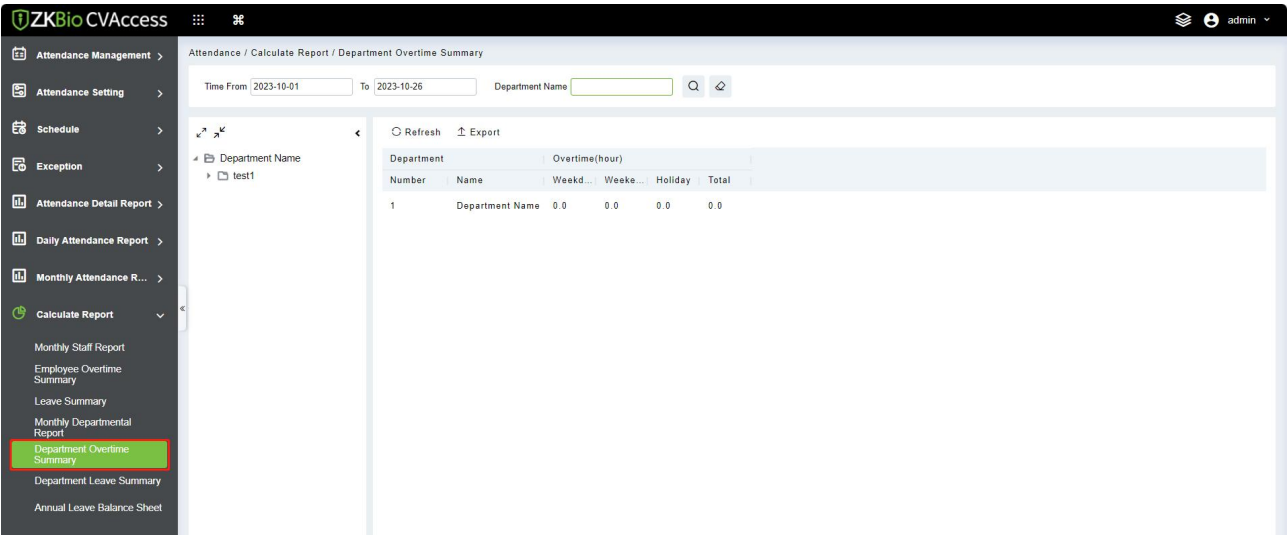 ZKBio CVAccess
admin
Attendance Management
Attendance Setting
Schedule
Exception
Attendance Detail Report
Daily Attendance Report
Monthly Attendance R...
Calculate Report
Monthly Staff Report
Employee Overtime
Summary
Leave Summary
Monthly Departmental
Report
Department Overtime
Summary
Department Leave Summary
Annual Leave Balance Sheet
Attendance / Calculate Report / Department Overtime Summary
Time From 2023-10-01 To 2023-10-26 Department Name
Department Name
test1
Refresh Export
Department Overtime(hour)
Number Name Weekd... Weeke... Holiday Total
1 Department Name 0.0 0.0 0.0 0.0